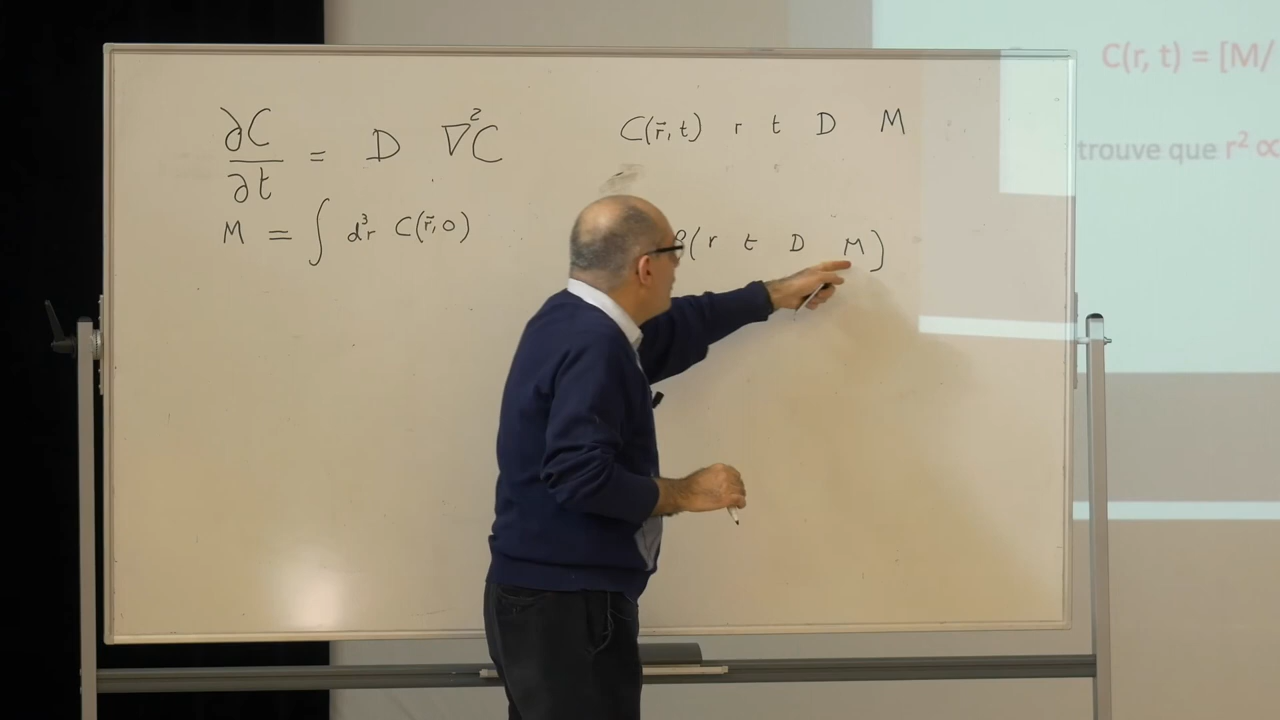 ∂C/∂t = D ∇²C
M = ∫ d³r C(r⃗,0)
C(r⃗,t) r t D M
(r t D M)
C(r, t) = [M/
trouve que r² ∝